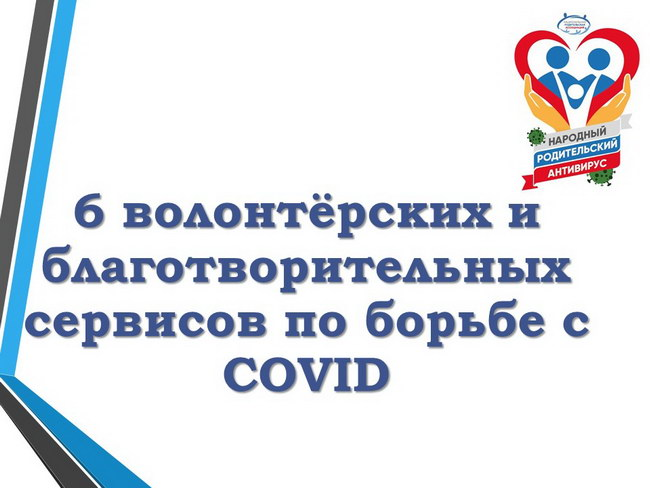 НАРОДНЫЙ
РОДИТЕЛЬСКИЙ
АНТИВИРУС
6 волонтёрских и
благотворительных
сервисов по борьбе с
COVID